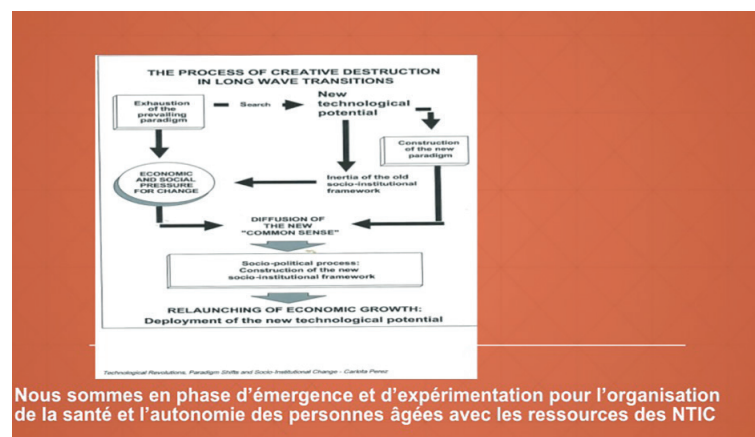 THE PROCESS OF CREATIVE DESTRUCTION
IN LONG WAVE TRANSITIONS
Exhaustion
of the
prevailing
paradigm
Search
New
technological
potential
Construction
of the new
paradigm
ECONOMIC
AND SOCIAL
PRESSURE
FOR CHANGE
Inertia of the old
socio-institutional
framework
DIFFUSION OF
THE NEW
"COMMON SENSE"
Socio-political process:
Construction of the new
socio-institutional framework
RELAUNCHING OF ECONOMIC GROWTH:
Deployment of the new technological potential
Technological Revolutions, Paradigm Shifts and Socio-Institutional Change - Carlota Perez
Nous sommes en phase d'émergence et d'expérimentation pour l'organisation
de la santé et l'autonomie des personnes âgées avec les ressources des NTIC